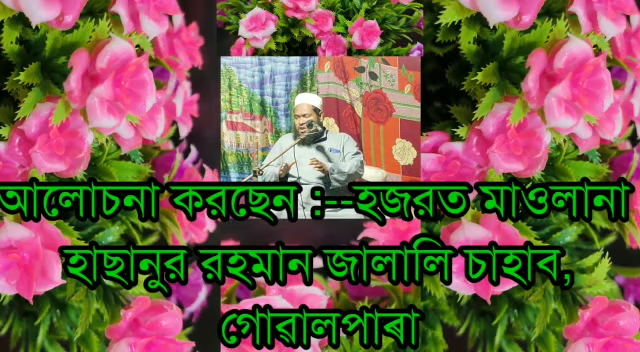 আলোচনা করছেন :--হজরত মাওলানা
হাছানুর রহমান জালালি চাহাব,
গোৱালপাৰা